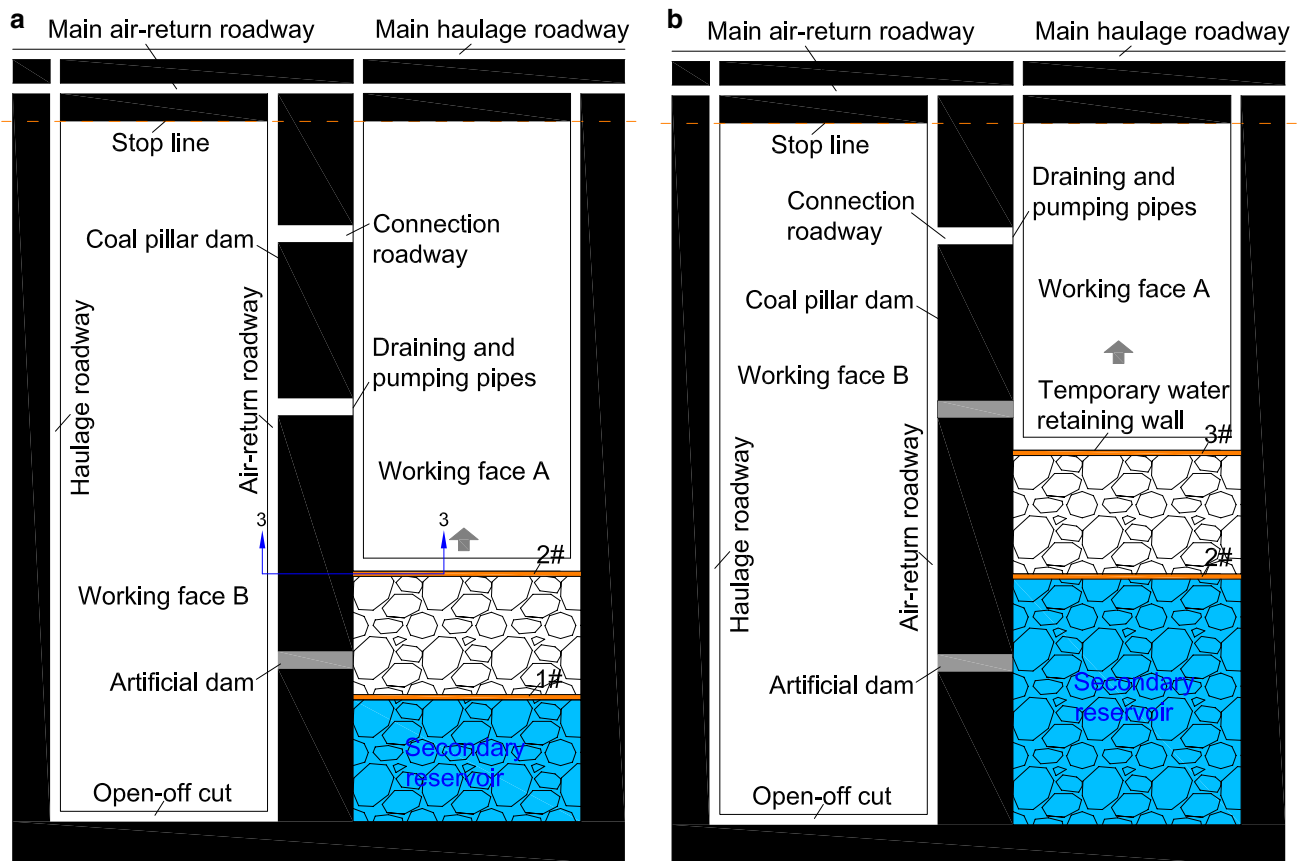 a
Main air-return roadway
Main haulage roadway
Stop line
Coal pillar dam
Connection
roadway
Haulage roadway
Air-return roadway
Draining and
pumping pipes
Working face A
3
3
2#
Working face B
Artificial dam
1#
Secondary
reservoir
Open-off cut
b
Main air-return roadway
Main haulage roadway
Stop line
Draining and
pumping pipes
Connection
roadway
Coal pillar dam
Working face A
Working face B
Temporary water
retaining wall
3#
Haulage roadway
Air-return roadway
2#
Artificial dam
Secondary
reservoir
Open-off cut